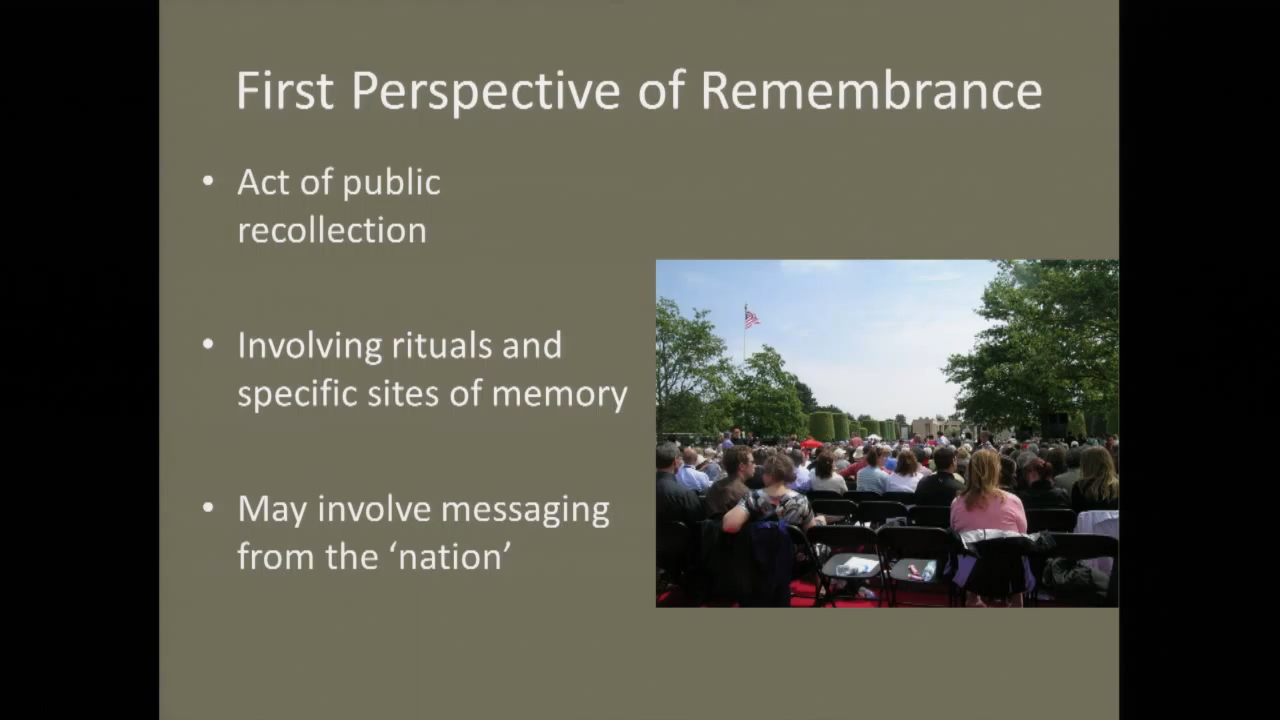 First Perspective of Remembrance
• Act of public
recollection
• Involving rituals and
specific sites of memory
• May involve messaging
from the ‘nation’